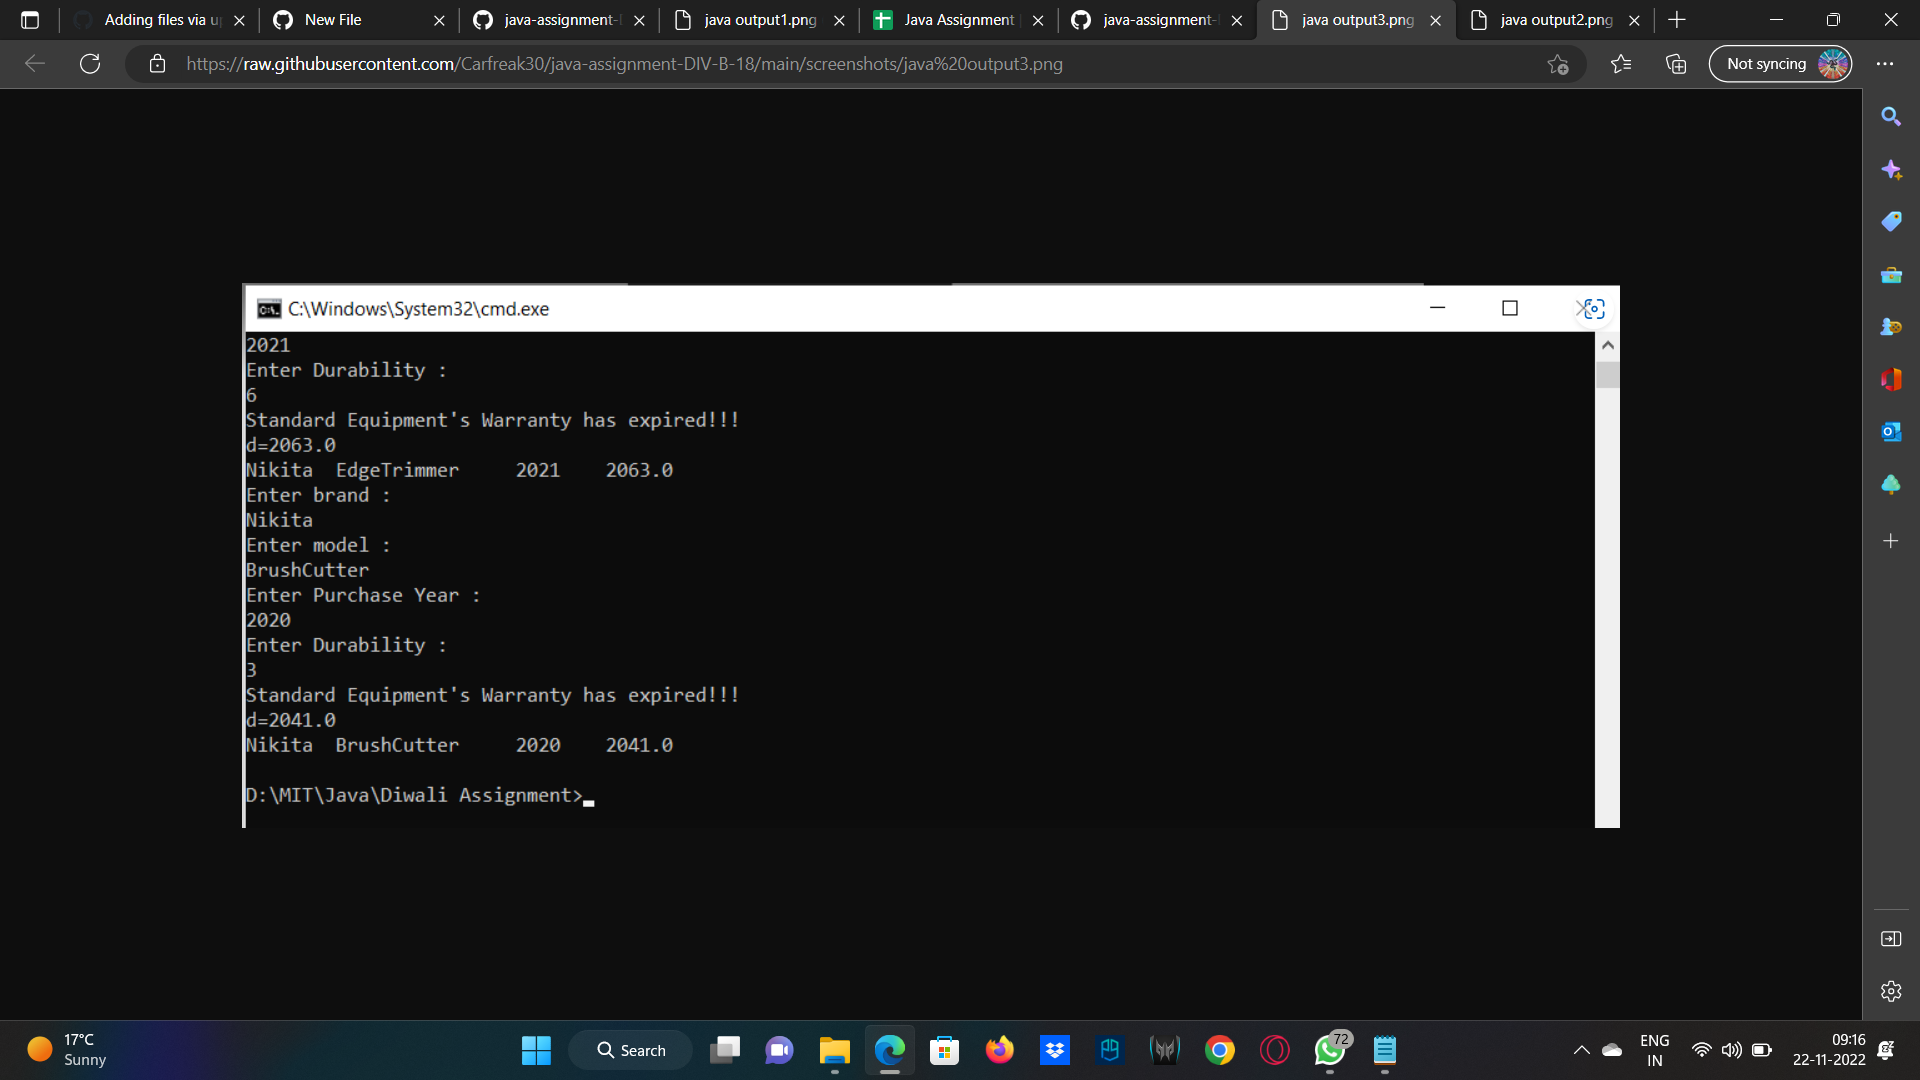 Adding files via u
New File
java-assignment-
java output1.png
Java Assignment
java-assignment-
java output3.png
java output2.png
https://raw.githubusercontent.com/Carfreak30/java-assignment-DIV-B-18/main/screenshots/java%20output3.png
Not syncing
C:\Windows\System32\cmd.exe
2021
Enter Durability :
6
Standard Equipment's Warranty has expired!!!
d=2063.0
Nikita EdgeTrimmer 2021 2063.0
Enter brand :
Nikita
Enter model :
BrushCutter
Enter Purchase Year :
2020
Enter Durability :
3
Standard Equipment's Warranty has expired!!!
d=2041.0
Nikita BrushCutter 2020 2041.0
D:\MIT\Java\Diwali Assignment>
17°C
Sunny
Search
72
ENG
IN
09:16
22-11-2022